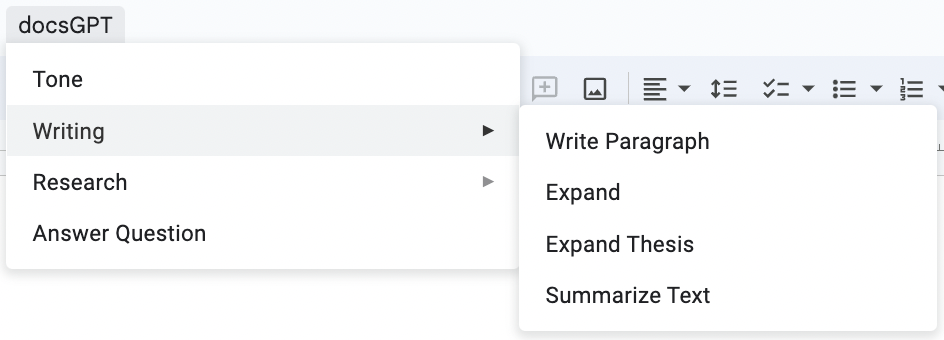 docsGPT
Tone
Writing
Research
Answer Question
Write Paragraph
Expand
Expand Thesis
Summarize Text